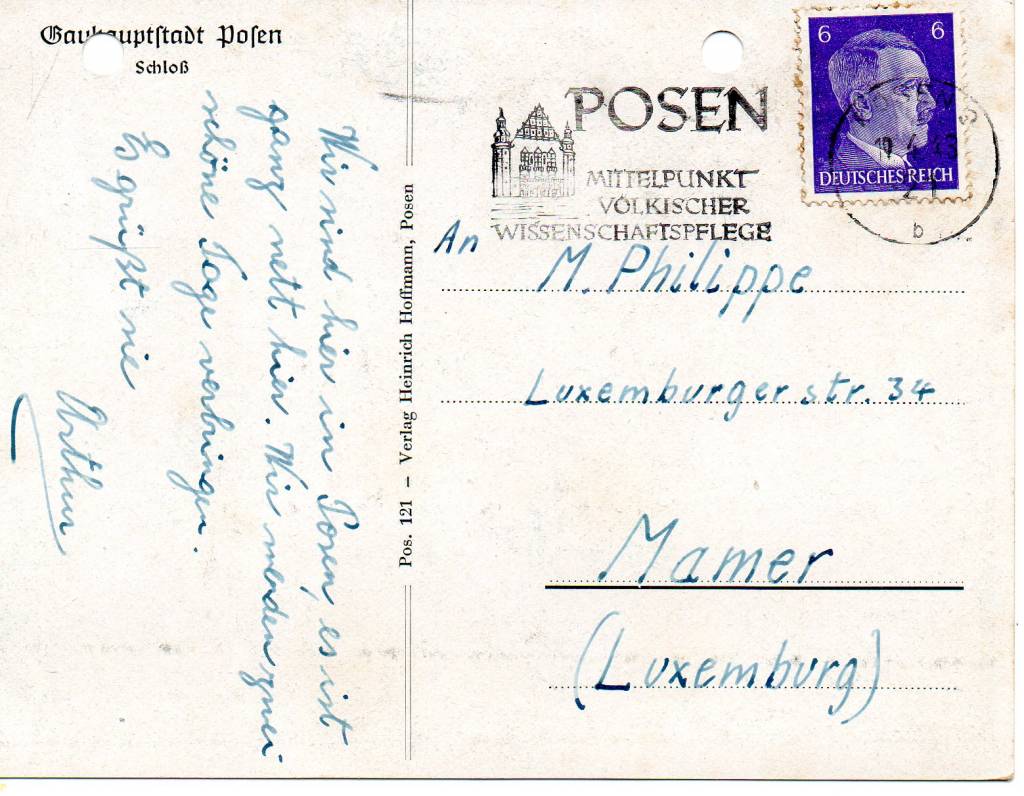 Gauhauptstadt Posen
Schloß
Wir sind hier in Posen, es ist
ganz nett hier. Wir werden zwei
schöne Tage verbringen.
Es grüßt sie
Arthur
Pos. 121 – Verlag Heinrich Hoffmann, Posen
POSEN
MITTELPUNKT
VÖLKISCHER
WISSENSCHAFTSPFLEGE
6 6
DEUTSCHES REICH
21
b
An
M. Philippe
Luxemburger str. 34
Mamer
(Luxemburg)